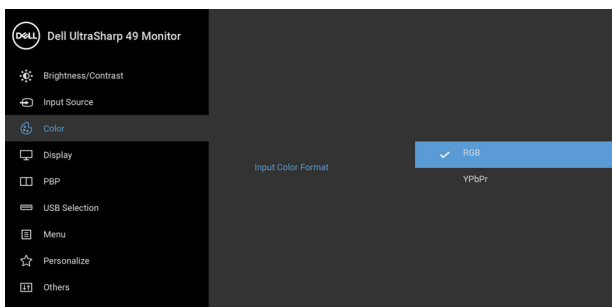 DELL Dell UltraSharp 49 Monitor
Brightness/Contrast
Input Source
Color
Display
PBP
USB Selection
Menu
Personalize
Others
Input Color Format
RGB
YPbPr